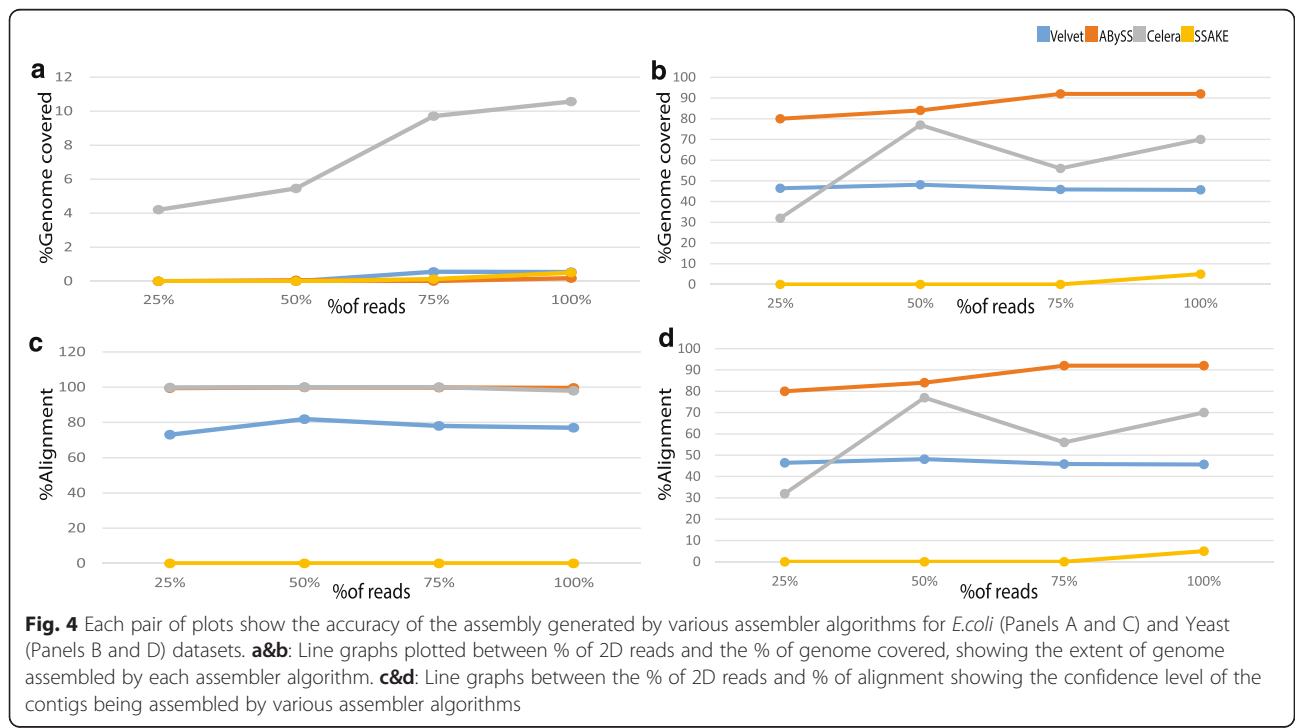 Velvet ABySS Celera SSAKE
a
%Genome covered
12
10
8
6
4
2
0
25% 50% 75% 100%
%of reads
b
%Genome covered
100
90
80
70
60
50
40
30
20
10
0
25% 50% 75% 100%
%of reads
c
%Alignment
120
100
80
60
40
20
0
25% 50% 75% 100%
%of reads
d
%Alignment
100
90
80
70
60
50
40
30
20
10
0
25% 50% 75% 100%
%of reads
Fig. 4 Each pair of plots show the accuracy of the assembly generated by various assembler algorithms for E.coli (Panels A and C) and Yeast
(Panels B and D) datasets. a&b: Line graphs plotted between % of 2D reads and the % of genome covered, showing the extent of genome
assembled by each assembler algorithm. c&d: Line graphs between the % of 2D reads and % of alignment showing the confidence level of the
contigs being assembled by various assembler algorithms